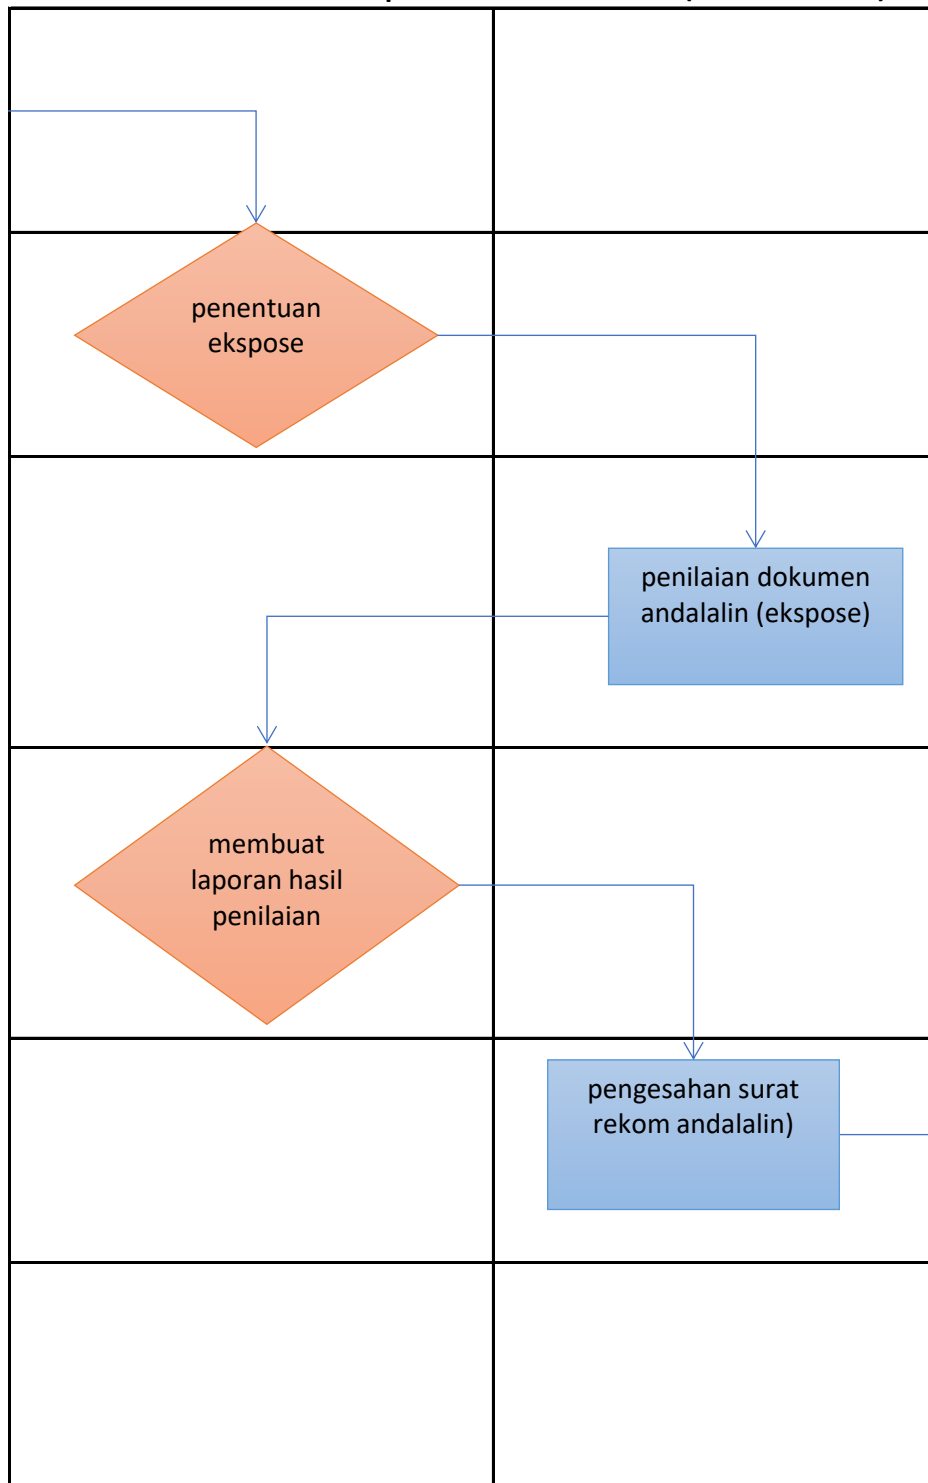 penentuan
ekspose
penilaian dokumen
andalalin (ekspose)
membuat
laporan hasil
penilaian
pengesahan surat
rekom andalalin)